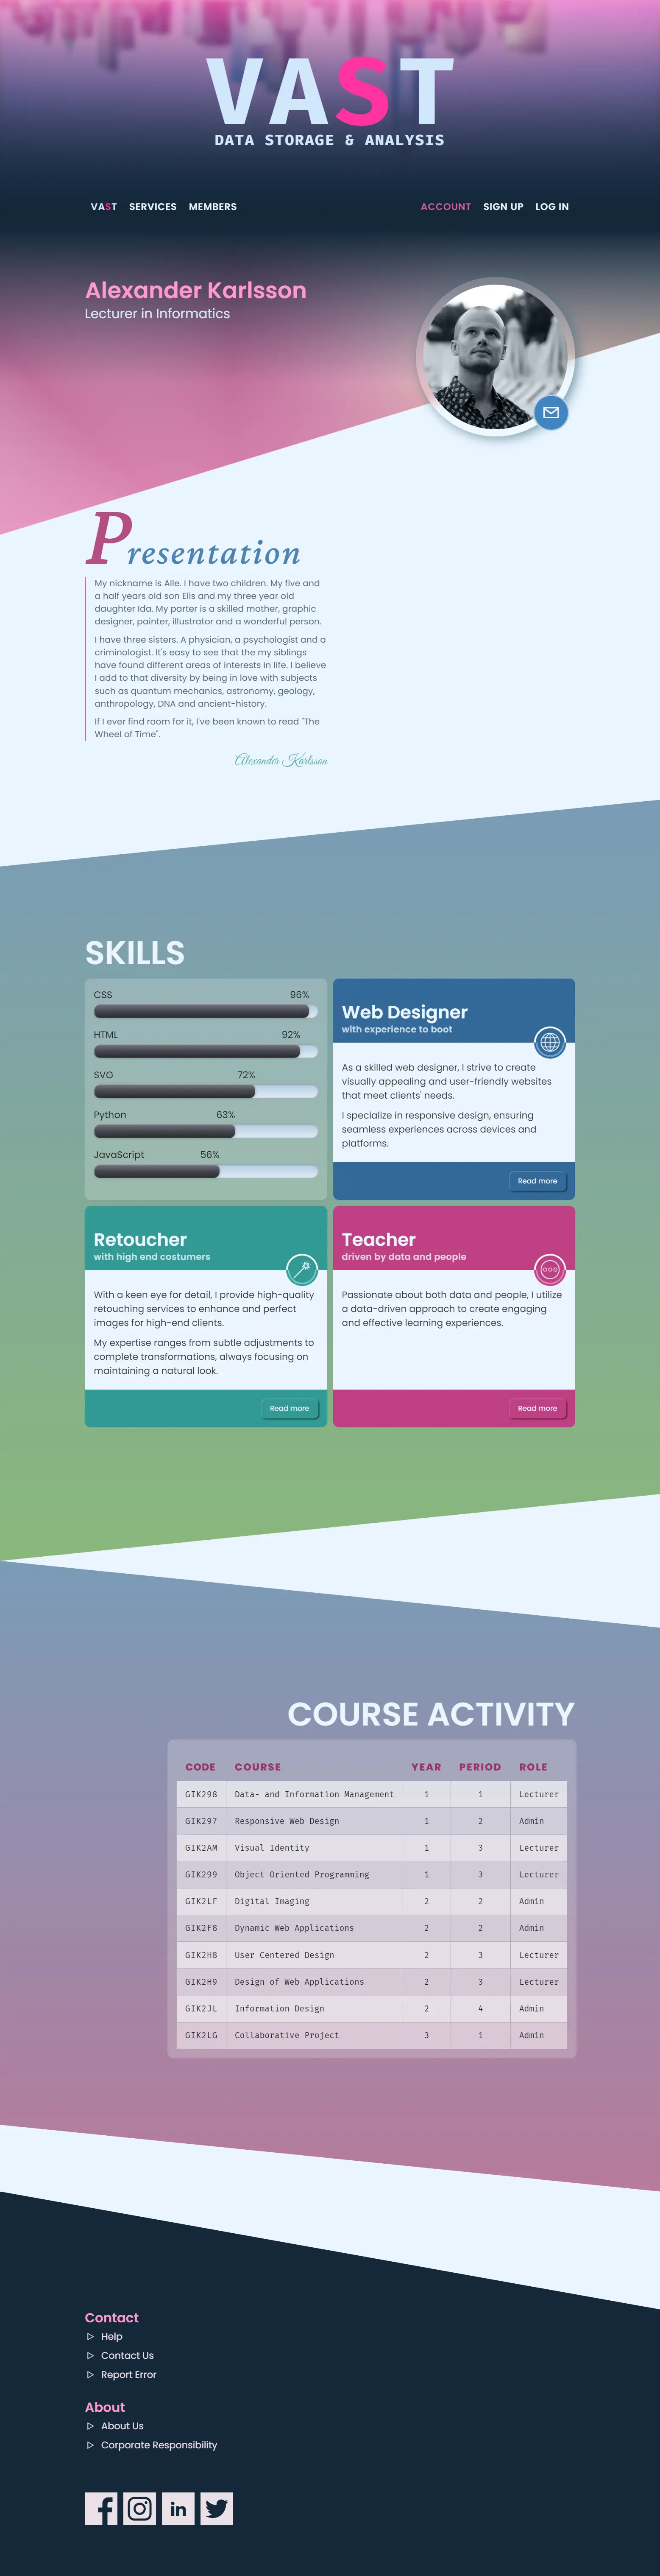 VAST
DATA STORAGE & ANALYSIS
VAST SERVICES MEMBERS
ACCOUNT SIGN UP LOG IN
Alexander Karlsson
Lecturer in Informatics
Presentation
My nickname is Alle. I have two children. My five and
a half years old son Elis and my three year old
daughter Ida. My parter is a skilled mother, graphic
designer, painter, illustrator and a wonderful person.
I have three sisters. A physician, a psychologist and a
criminologist. It's easy to see that the my siblings
have found different areas of interests in life. I believe
I add to that diversity by being in love with subjects
such as quantum mechanics, astronomy, geology,
anthropology, DNA and ancient-history.
If I ever find room for it, I've been known to read "The
Wheel of Time".
Alexander Karlsson
SKILLS
CSS 96%
HTML 92%
SVG 72%
Python 63%
JavaScript 56%
Web Designer
with experience to boot
As a skilled web designer, I strive to create
visually appealing and user-friendly websites
that meet clients' needs.
I specialize in responsive design, ensuring
seamless experiences across devices and
platforms.
Read more
Retoucher
with high end costumers
With a keen eye for detail, I provide high-quality
retouching services to enhance and perfect
images for high-end clients.
My expertise ranges from subtle adjustments to
complete transformations, always focusing on
maintaining a natural look.
Read more
Teacher
driven by data and people
Passionate about both data and people, I utilize
a data-driven approach to create engaging
and effective learning experiences.
Read more
COURSE ACTIVITY
CODE COURSE YEAR PERIOD ROLE
GIK298 Data- and Information Management 1 1 Lecturer
GIK297 Responsive Web Design 1 2 Admin
GIK2AM Visual Identity 1 3 Lecturer
GIK299 Object Oriented Programming 1 3 Lecturer
GIK2LF Digital Imaging 2 2 Admin
GIK2F8 Dynamic Web Applications 2 2 Admin
GIK2H8 User Centered Design 2 3 Lecturer
GIK2H9 Design of Web Applications 2 3 Lecturer
GIK2JL Information Design 2 4 Admin
GIK2LG Collaborative Project 3 1 Admin
Contact
Help
Contact Us
Report Error
About
About Us
Corporate Responsibility